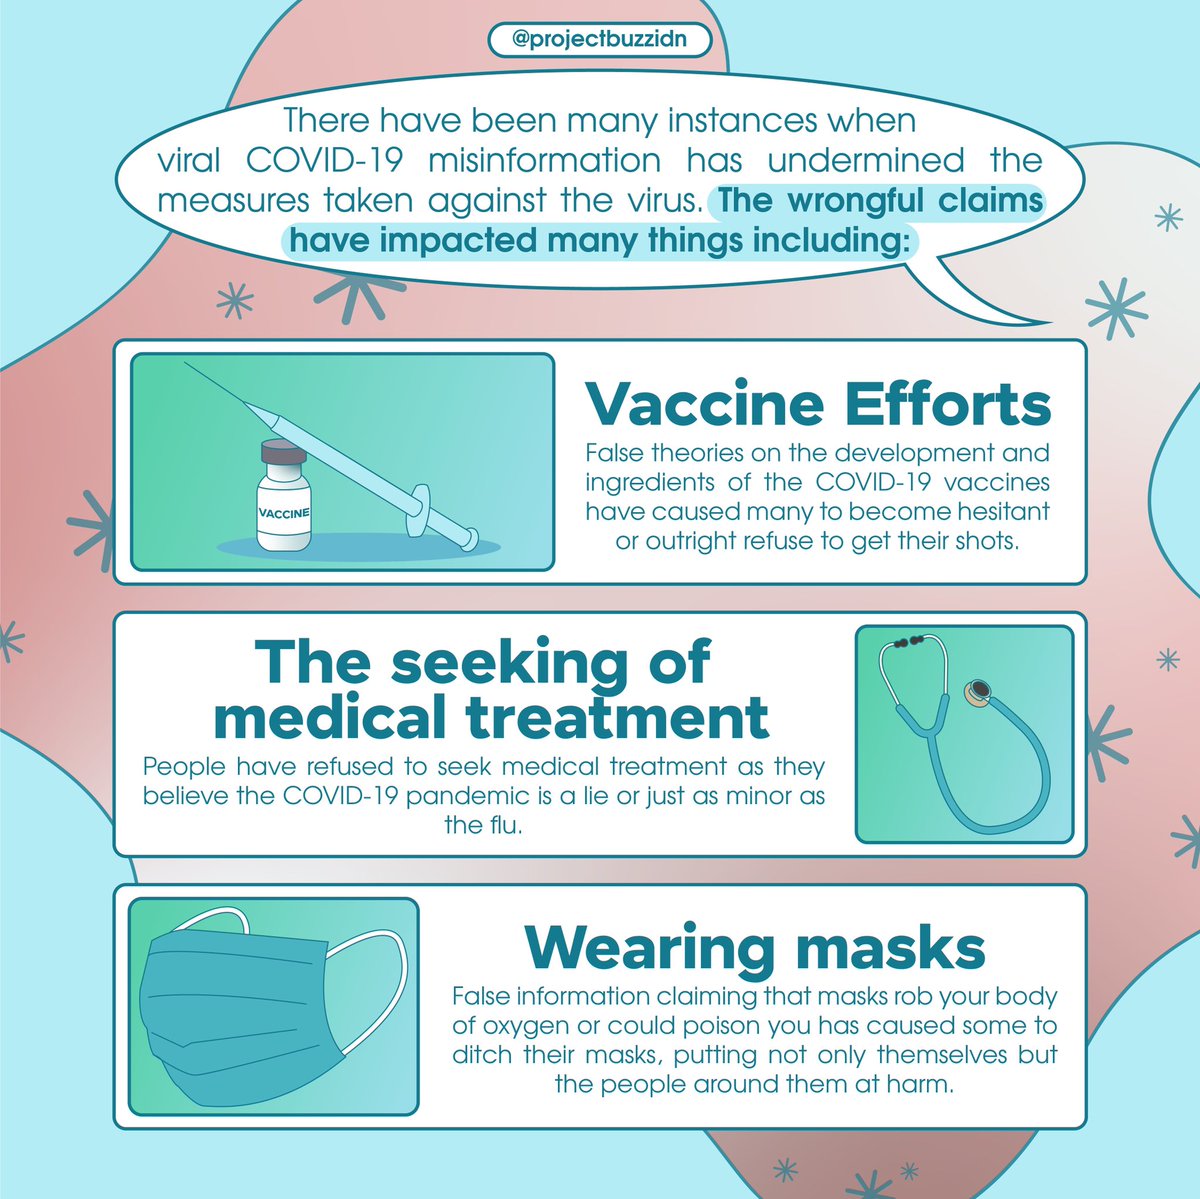 @projectbuzzidn
There have been many instances when
viral COVID-19 misinformation has undermined the
measures taken against the virus. The wrongful claims
have impacted many things including:
VACCINE
Vaccine Efforts
False theories on the development and
ingredients of the COVID-19 vaccines
have caused many to become hesitant
or outright refuse to get their shots.
The seeking of
medical treatment
People have refused to seek medical treatment as they
believe the COVID-19 pandemic is a lie or just as minor as
the flu.
Wearing masks
False information claiming that masks rob your body
of oxygen or could poison you has caused some to
ditch their masks, putting not only themselves but
the people around them at harm.